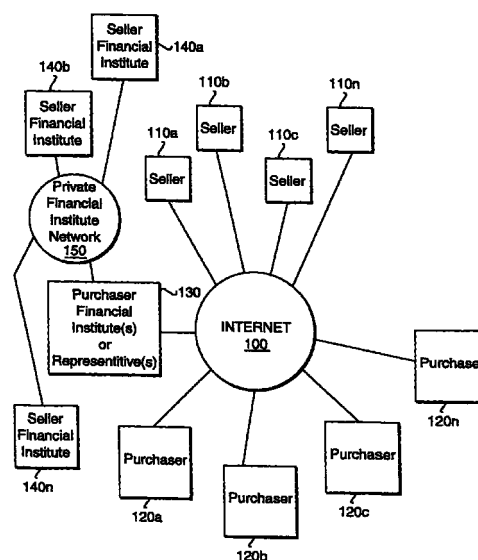 Seller
Financial
Institute
140a
140b
Seller
Financial
Institute
110b
Seller
110n
Seller
110a
Seller
110c
Seller
Private
Financial
Institute
Network
150
130
Purchaser
Financial
Institute(s)
or
Representitive(s)
INTERNET
100
Purchaser
120n
Seller
Financial
Institute
140n
Purchaser
120a
Purchaser
120b
Purchaser
120c